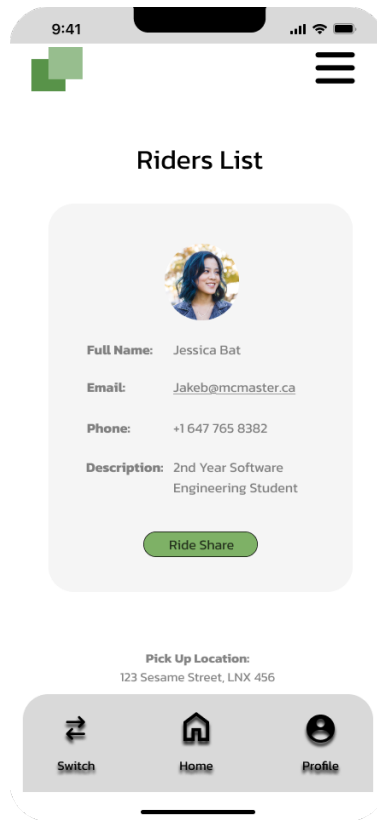 9:41
Riders List
Full Name: Jessica Bat
Email: Jakeb@mcmaster.ca
Phone: +1 647 765 8382
Description: 2nd Year Software
Engineering Student
Ride Share
Pick Up Location:
123 Sesame Street, LNX 456
Switch Home Profile